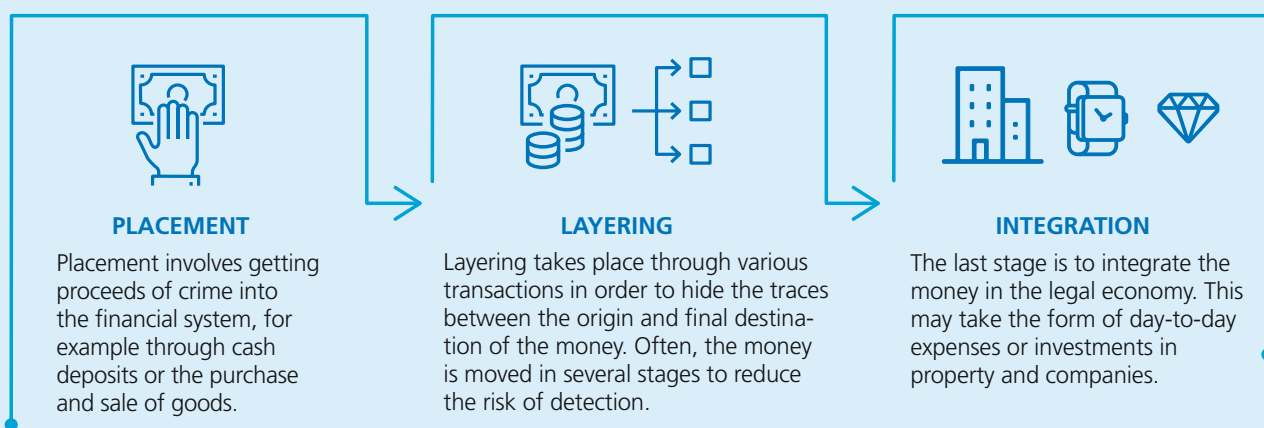 PLACEMENT
Placement involves getting
proceeds of crime into
the financial system, for
example through cash
deposits or the purchase
and sale of goods.
LAYERING
Layering takes place through various
transactions in order to hide the traces
between the origin and final destina-
tion of the money. Often, the money
is moved in several stages to reduce
the risk of detection.
INTEGRATION
The last stage is to integrate the
money in the legal economy. This
may take the form of day-to-day
expenses or investments in
property and companies.